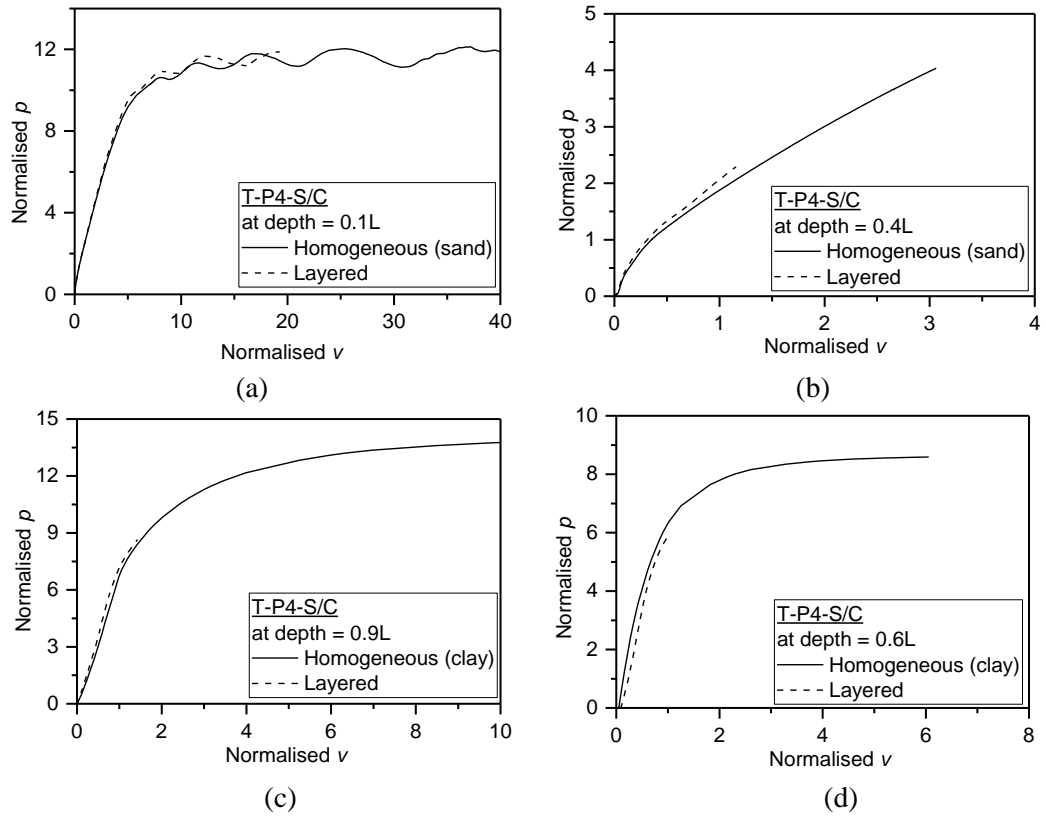 12
8
4
0
0
10
20
30
40
Normalised p
Normalised v
T-P4-S/C
at depth = 0.1L
Homogeneous (sand)
Layered
(a)
5
4
3
2
1
0
0
1
2
3
4
Normalised p
Normalised v
T-P4-S/C
at depth = 0.4L
Homogeneous (sand)
Layered
(b)
15
12
9
6
3
0
0
2
4
6
8
10
Normalised p
Normalised v
T-P4-S/C
at depth = 0.9L
Homogeneous (clay)
Layered
(c)
10
8
6
4
2
0
0
2
4
6
8
Normalised p
Normalised v
T-P4-S/C
at depth = 0.6L
Homogeneous (clay)
Layered
(d)